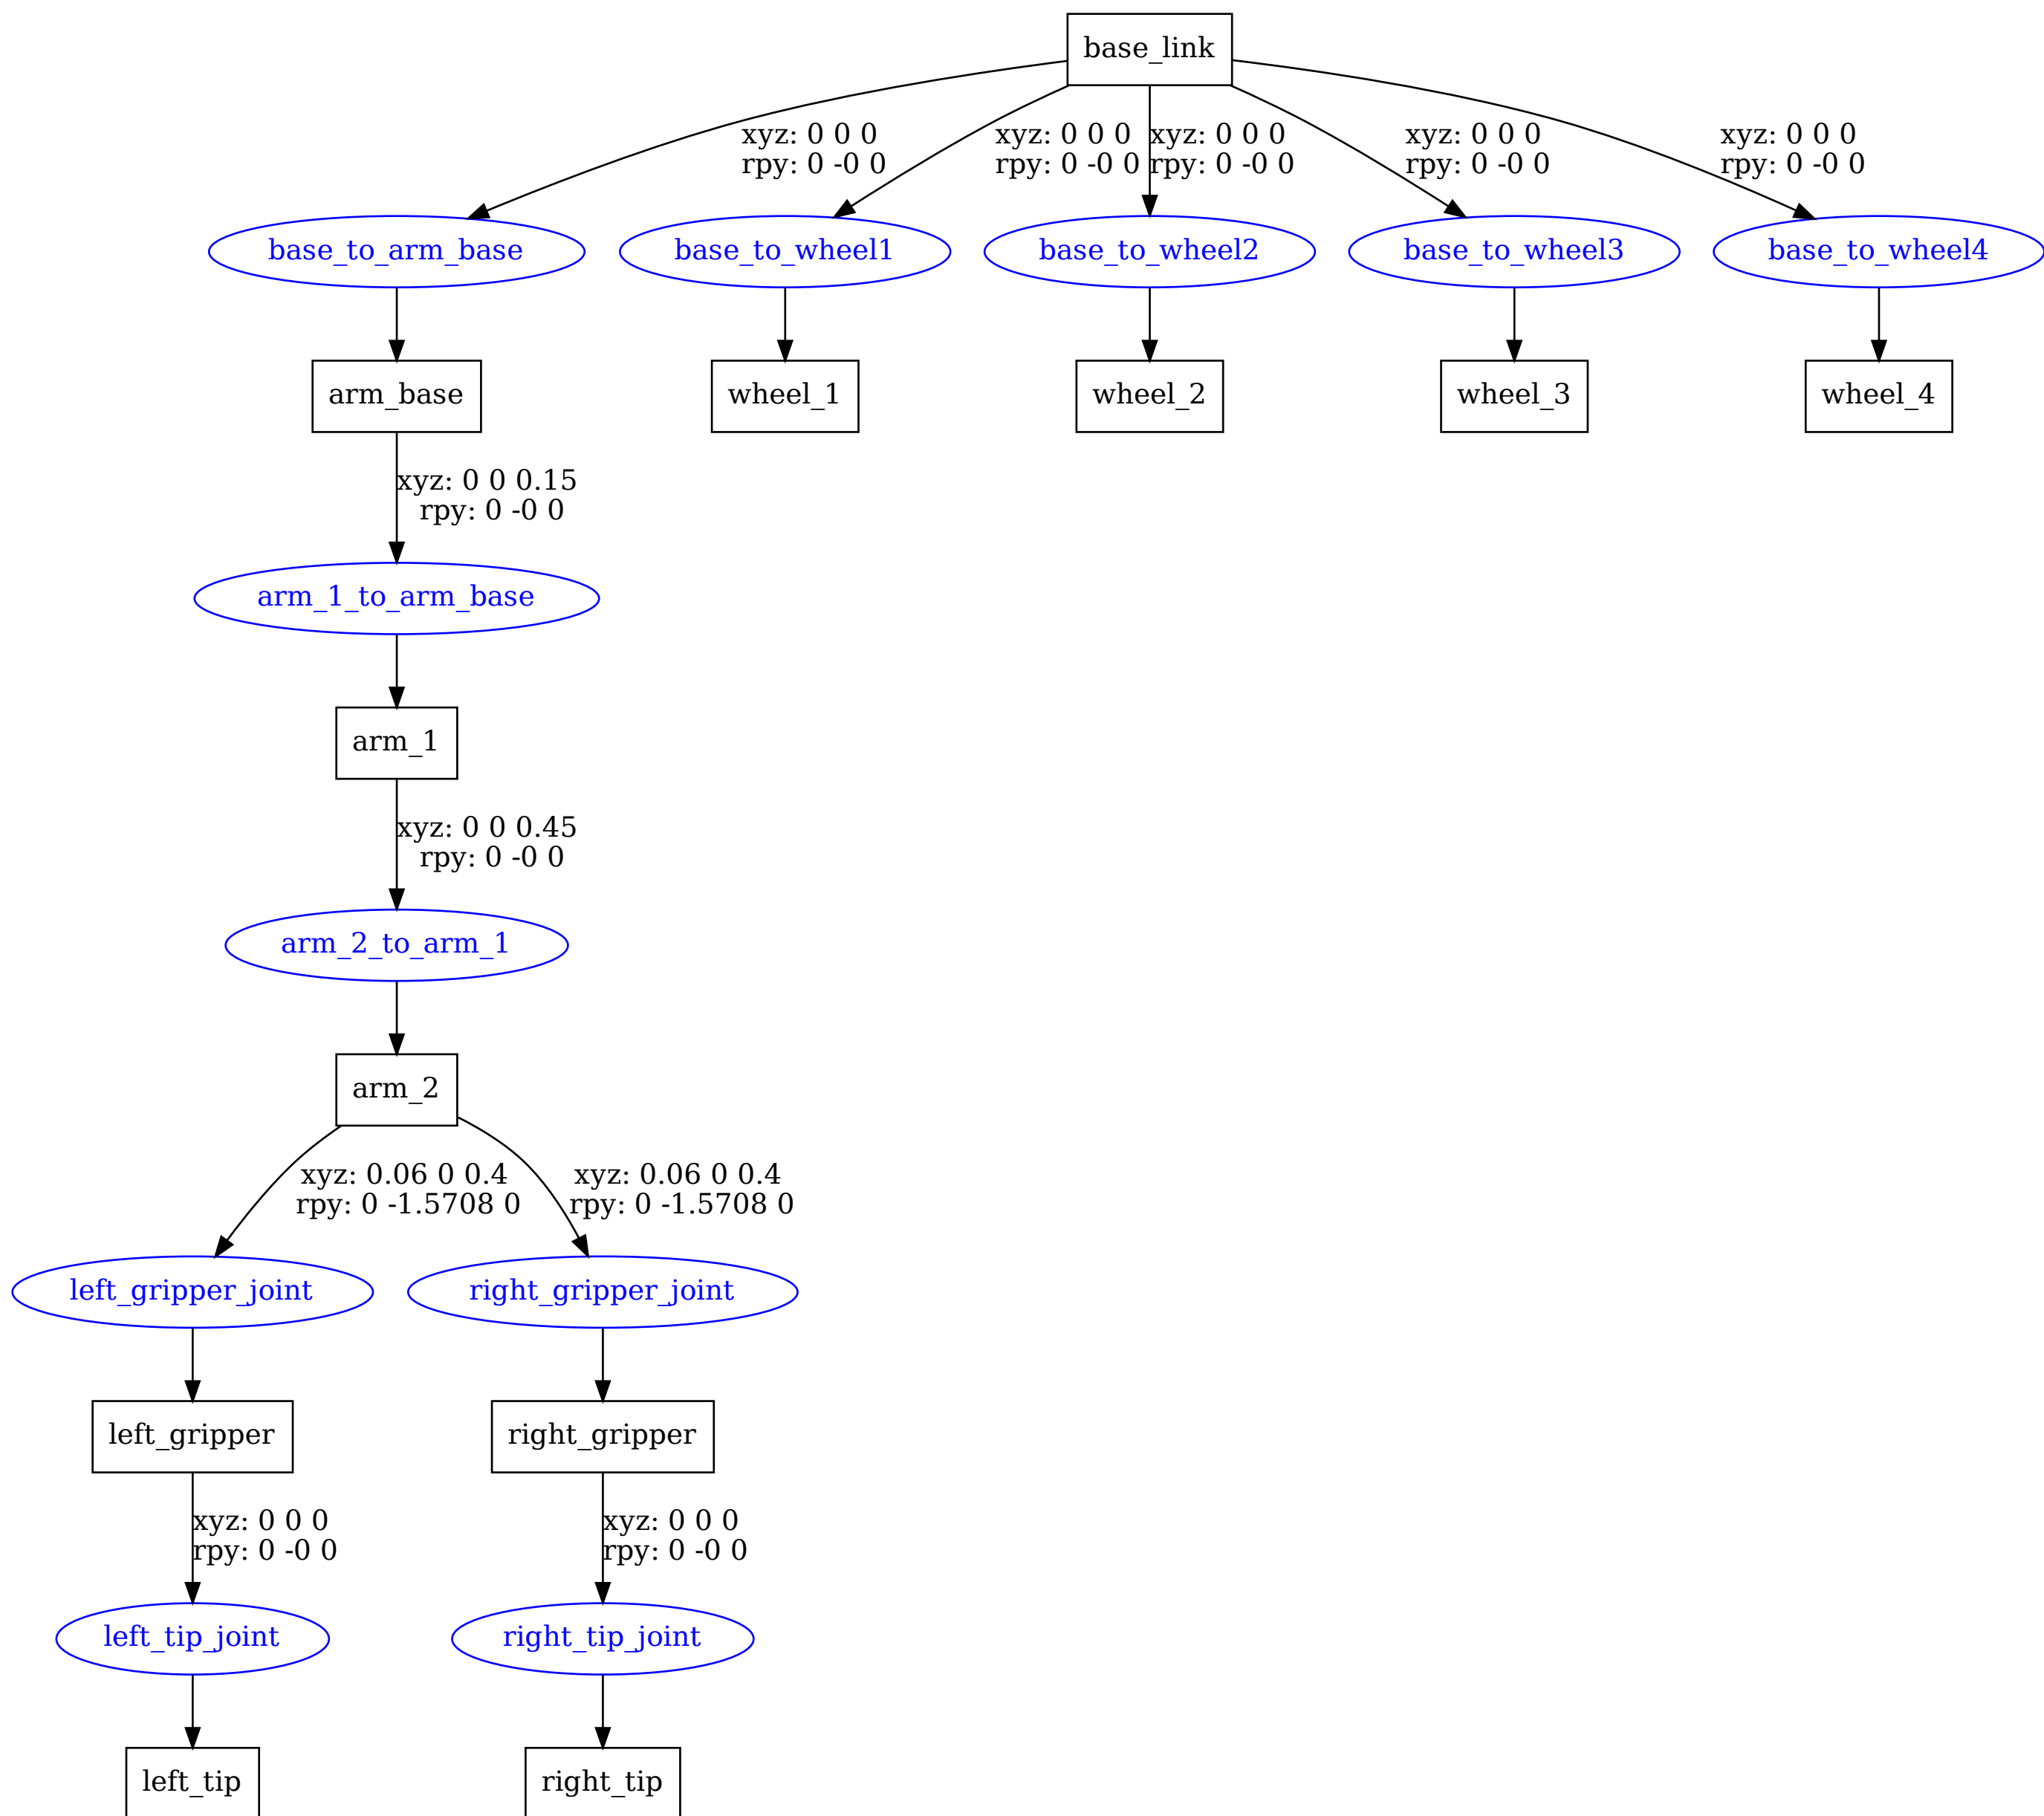 base_link
xyz: 0 0 0
rpy: 0 -0 0
xyz: 0 0 0
rpy: 0 -0 0
xyz: 0 0 0
rpy: 0 -0 0
xyz: 0 0 0
rpy: 0 -0 0
xyz: 0 0 0
rpy: 0 -0 0
base_to_arm_base
base_to_wheel1
base_to_wheel2
base_to_wheel3
base_to_wheel4
arm_base
wheel_1
wheel_2
wheel_3
wheel_4
xyz: 0 0 0.15
rpy: 0 -0 0
arm_1_to_arm_base
arm_1
xyz: 0 0 0.45
rpy: 0 -0 0
arm_2_to_arm_1
arm_2
xyz: 0.06 0 0.4
rpy: 0 -1.5708 0
xyz: 0.06 0 0.4
rpy: 0 -1.5708 0
left_gripper_joint
right_gripper_joint
left_gripper
right_gripper
xyz: 0 0 0
rpy: 0 -0 0
xyz: 0 0 0
rpy: 0 -0 0
left_tip_joint
right_tip_joint
left_tip
right_tip